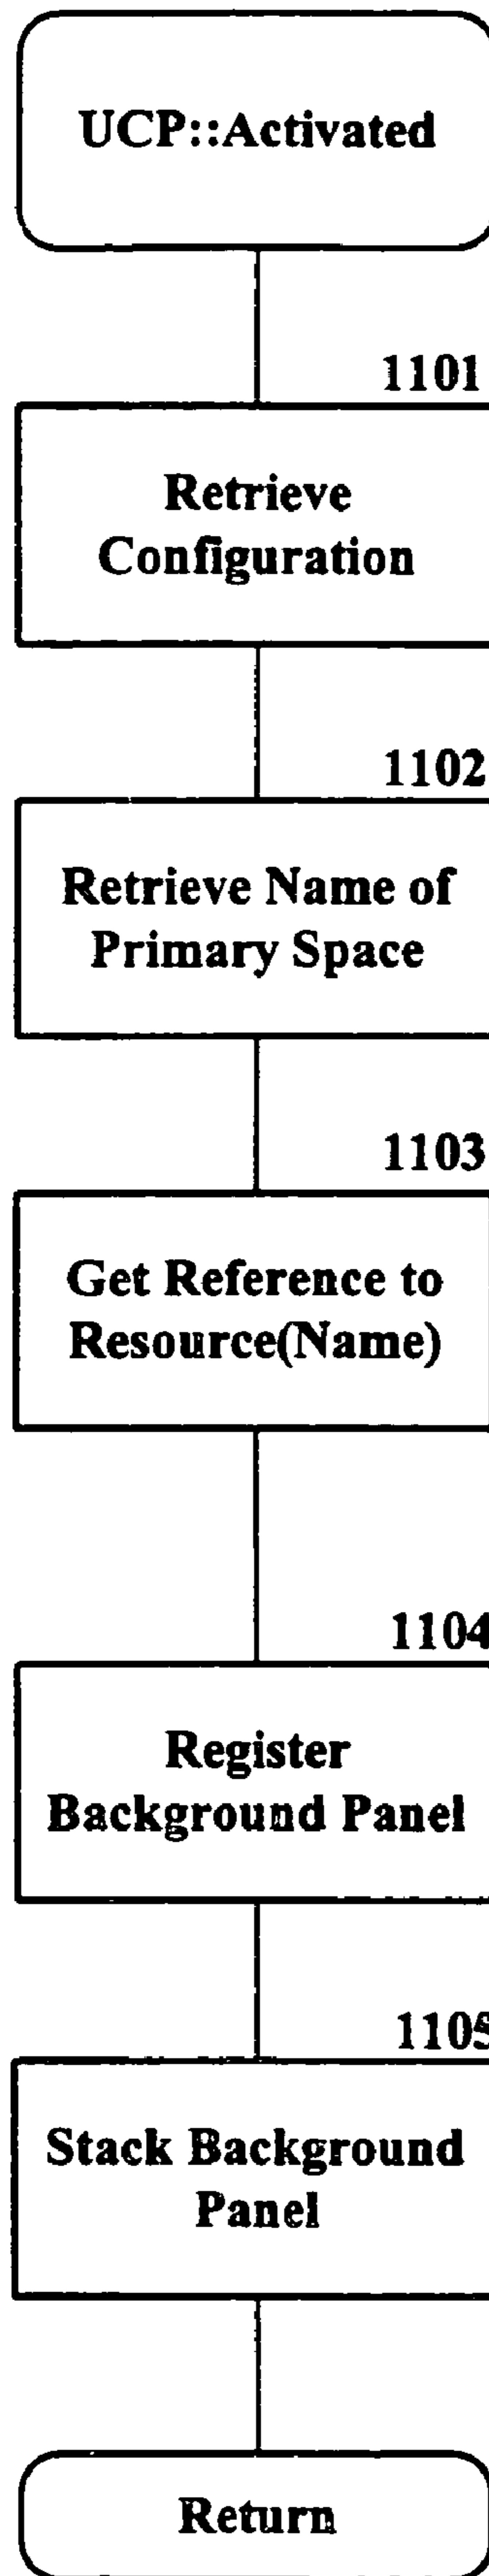 UCP::Activated
1101
Retrieve
Configuration
1102
Retrieve Name of
Primary Space
1103
Get Reference to
Resource(Name)
1104
Register
Background Panel
1105
Stack Background
Panel
Return